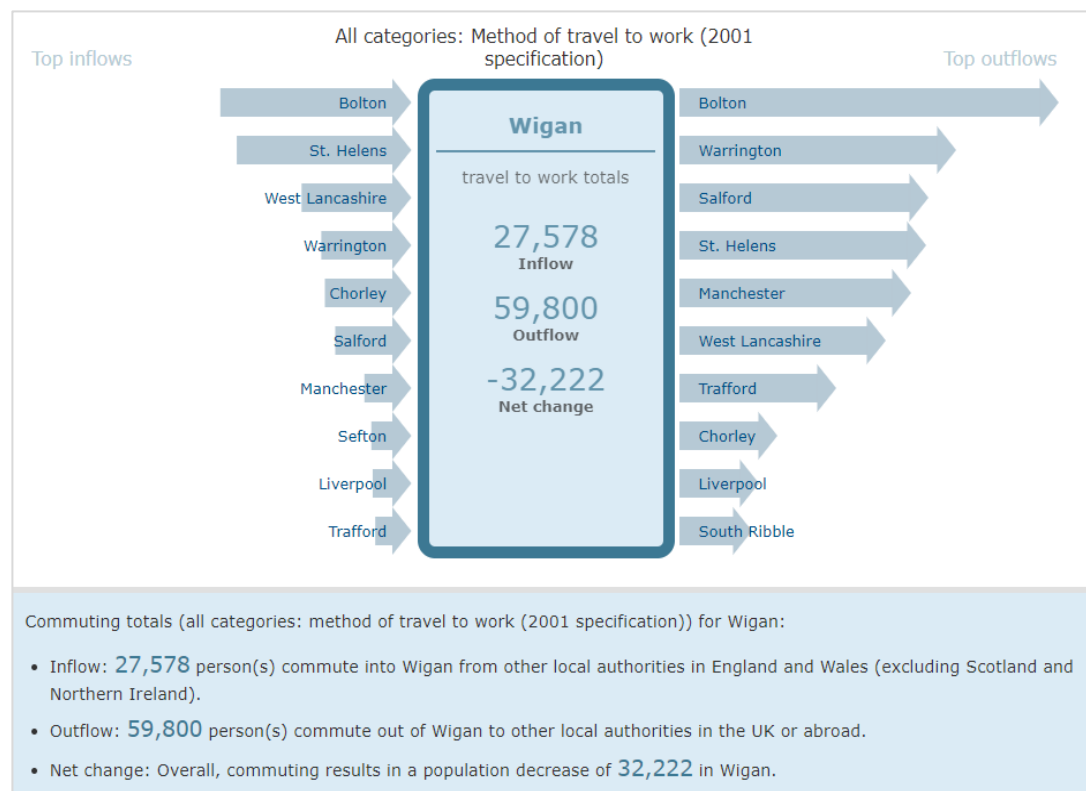 All categories: Method of travel to work (2001
specification)
Top inflows
Top outflows
Bolton
St. Helens
West Lancashire
Warrington
Chorley
Salford
Manchester
Sefton
Liverpool
Trafford
Wigan
travel to work totals
27,578
Inflow
59,800
Outflow
-32,222
Net change
Bolton
Warrington
Salford
St. Helens
Manchester
West Lancashire
Trafford
Chorley
Liverpool
South Ribble
Commuting totals (all categories: method of travel to work (2001 specification)) for Wigan:
• Inflow: 27,578 person(s) commute into Wigan from other local authorities in England and Wales (excluding Scotland and
Northern Ireland).
• Outflow: 59,800 person(s) commute out of Wigan to other local authorities in the UK or abroad.
• Net change: Overall, commuting results in a population decrease of 32,222 in Wigan.